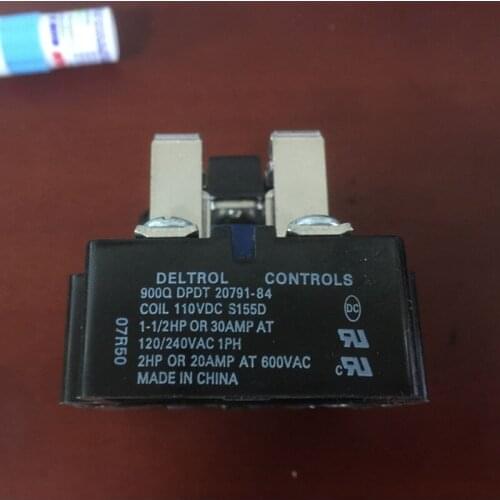 DELTROL CONTROLS
900Q DPDT 20791-84
COIL 110VDC S155D
1-1/2HP OR 30AMP AT
120/240VAC 1PH
2HP OR 20AMP AT 600VAC
MADE IN CHINA
07R50
DC